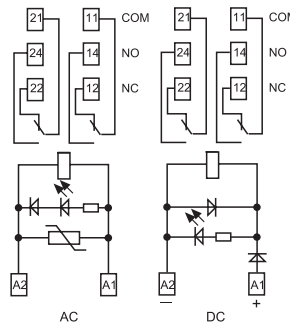 21 11 COM 21 11 COM
24 14 NO 24 14 NO
22 12 NC 22 12 NC
A2 A1 A2 A1
— +
AC DC